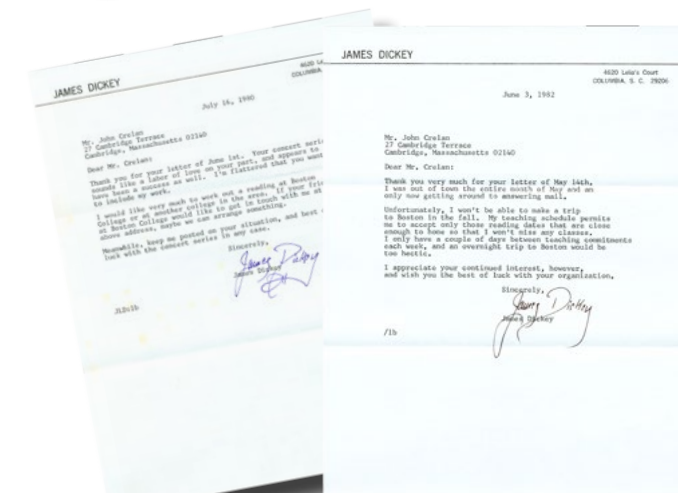 JAMES DICKEY
4620 L
COLUMBIA,
July 16, 1980
Mr. John Crelan
27 Cambridge Terrace
Cambridge, Massachusetts 02140
Dear Mr. Crelan:
Thank you for your letter of June 1st. Your concert seri
sounds like a labor of love on your part, and appears to
have been a success as well. I'm flattered that you want
to include my work.
I would like very much to work out a reading at Boston
College or at another college in the area. If your frie
at Boston College would like to get in touch with me at
above address, maybe we can arrange something.
Meanwhile, keep me posted on your situation, and best
luck with the concert series in any case.
Sincerely,
James Dickey
James Dickey
JLD:lb
JAMES DICKEY
4620 Lelia's Court
COLUMBIA, S. C. 29206
June 3, 1982
Mr. John Crelan
27 Cambridge Terrace
Cambridge, Massachusetts 02140
Dear Mr. Crelan:
Thank you very much for your letter of May 14th,
I was out of town the entire month of May and am
only now getting around to answering mail.
Unfortunately, I won't be able to make a trip
to Boston in the fall. My teaching schedule permits
me to accept only those reading dates that are close
enough to home so that I won't miss any classes.
I only have a couple of days between teaching commitments
each week, and an overnight trip to Boston would be
too hectic.
I appreciate your continued interest, however,
and wish you the best of luck with your organization.
Sincerely,
James Dickey
James Dickey
/lb